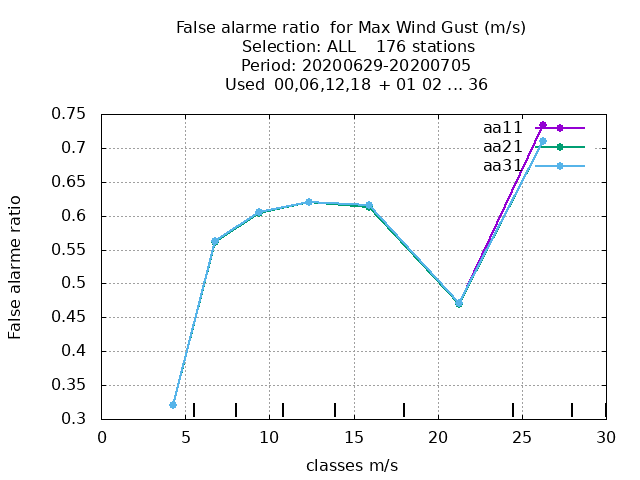 False alarme ratio  for Max Wind Gust (m/s)
Selection: ALL    176 stations
Period: 20200629-20200705
Used  00,06,12,18 + 01 02 ... 36
0.75
0.7
0.65
0.6
0.55
0.5
0.45
0.4
0.35
0.3
False alarme ratio
aa11
aa21
aa31
0 5 10 15 20 25 30
classes m/s